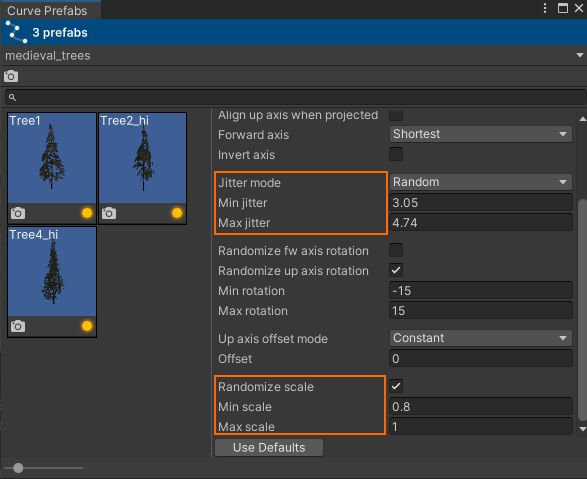 Curve Prefabs
3 prefabs
medieval_trees
Tree1
Tree2_hi
Tree4_hi
Align up axis when projected
Forward axis Shortest
Invert axis
Jitter mode Random
Min jitter 3.05
Max jitter 4.74
Randomize fw axis rotation
Randomize up axis rotation
Min rotation -15
Max rotation 15
Up axis offset mode Constant
Offset 0
Randomize scale
Min scale 0.8
Max scale 1
Use Defaults